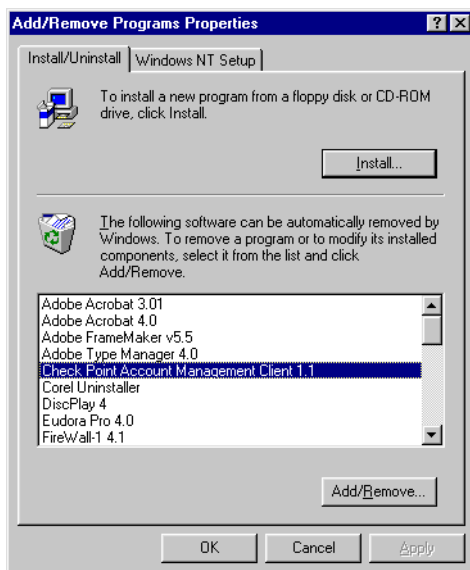 Add/Remove Programs Properties
Install/Uninstall
Windows NT Setup
To install a new program from a floppy disk or CD-ROM
drive, click Install.
Install...
The following software can be automatically removed by
Windows. To remove a program or to modify its installed
components, select it from the list and click
Add/Remove.
Adobe Acrobat 3.01
Adobe Acrobat 4.0
Adobe FrameMaker v5.5
Adobe Type Manager 4.0
Check Point Account Management Client 1.1
Corel Uninstaller
DiscPlay 4
Eudora Pro 4.0
FireWall-1 4.1
Add/Remove...
OK
Cancel
Apply